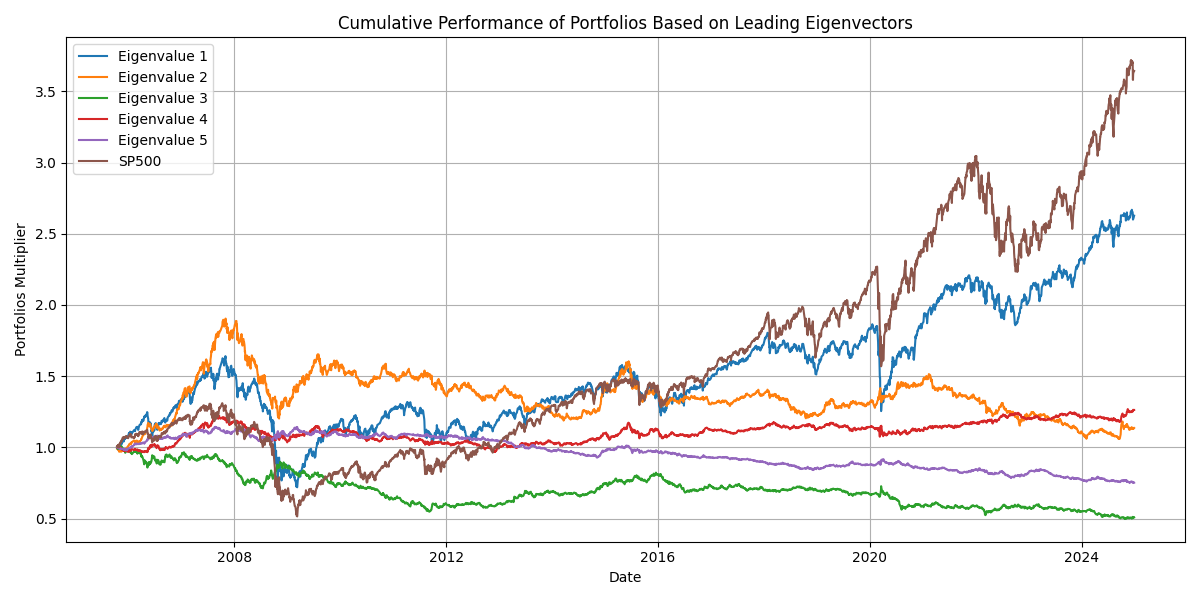 Cumulative Performance of Portfolios Based on Leading Eigenvectors
Eigenvalue 1
Eigenvalue 2
Eigenvalue 3
Eigenvalue 4
Eigenvalue 5
SP500
Portfolios Multiplier
3.5
3.0
2.5
2.0
1.5
1.0
0.5
2008
2012
2016
2020
2024
Date